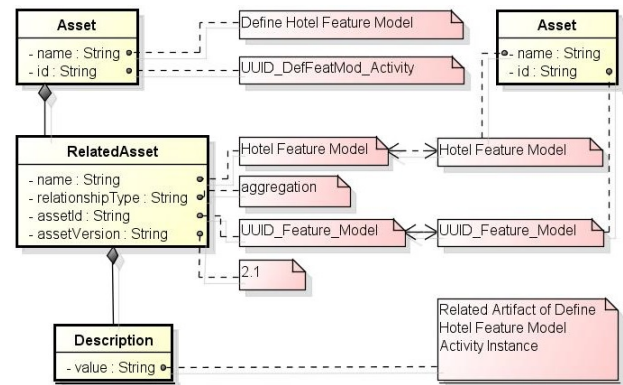 Asset
- name : String
- id : String
Define Hotel Feature Model
UUID_DefFeatMod_Activity
Asset
- name : String
- id : String
RelatedAsset
- name : String
- relationshipType : String
- assetId : String
- assetVersion : String
Hotel Feature Model
Hotel Feature Model
aggregation
UUID_Feature_Model
UUID_Feature_Model
2.1
Description
- value : String
Related Artifact of Define
Hotel Feature Model
Activity Instance